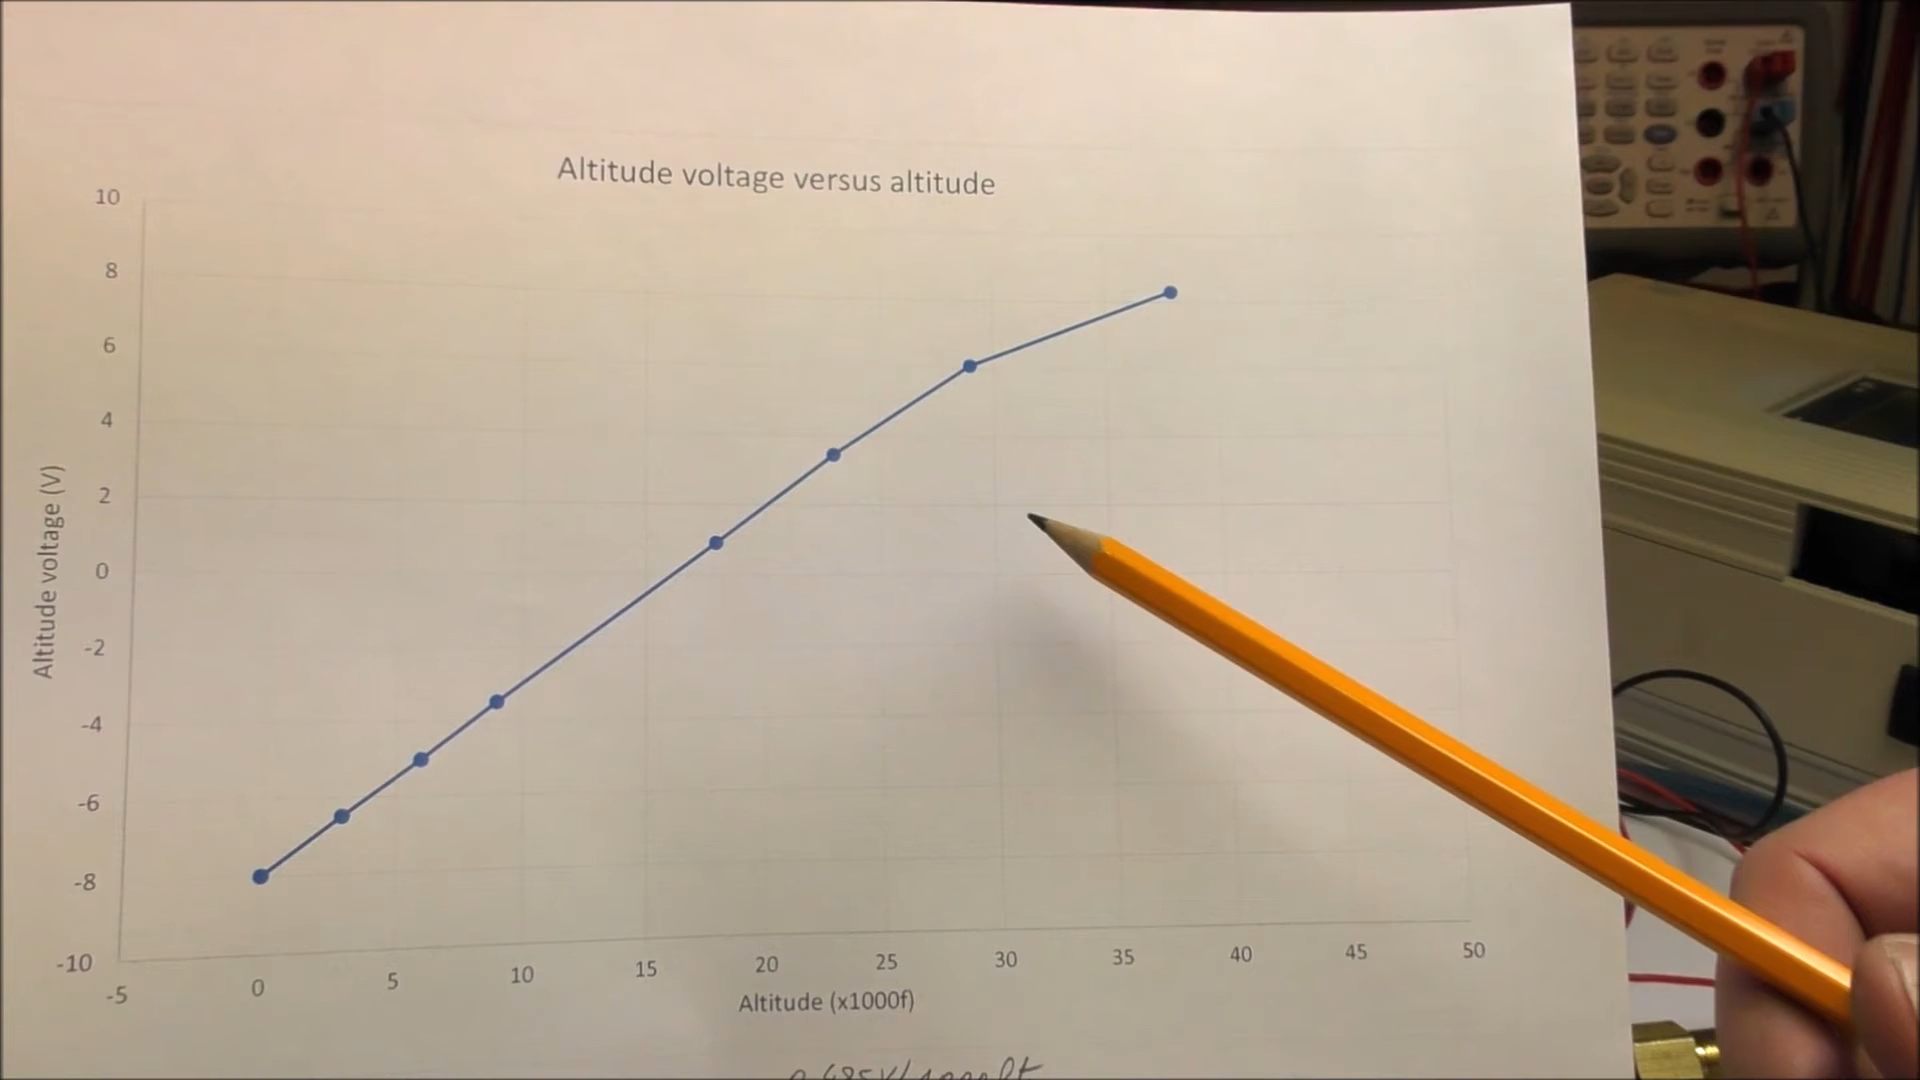 Altitude voltage versus altitude
10
8
6
4
2
0
-2
-4
-6
-8
-10
Altitude voltage (V)
-5 0 5 10 15 20 25 30 35 40 45 50
Altitude (x1000f)